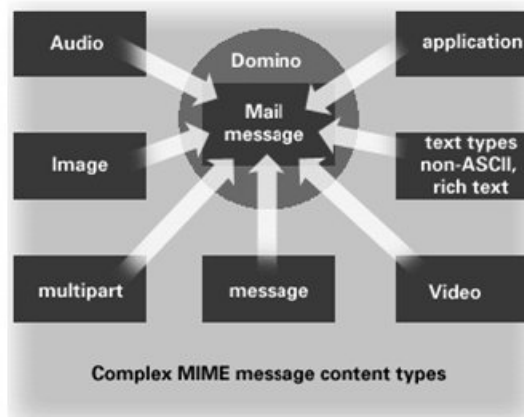 Audio
Domino
application
Mail
message
Image
text types
non-ASCII,
rich text
multipart
message
Video
Complex MIME message content types